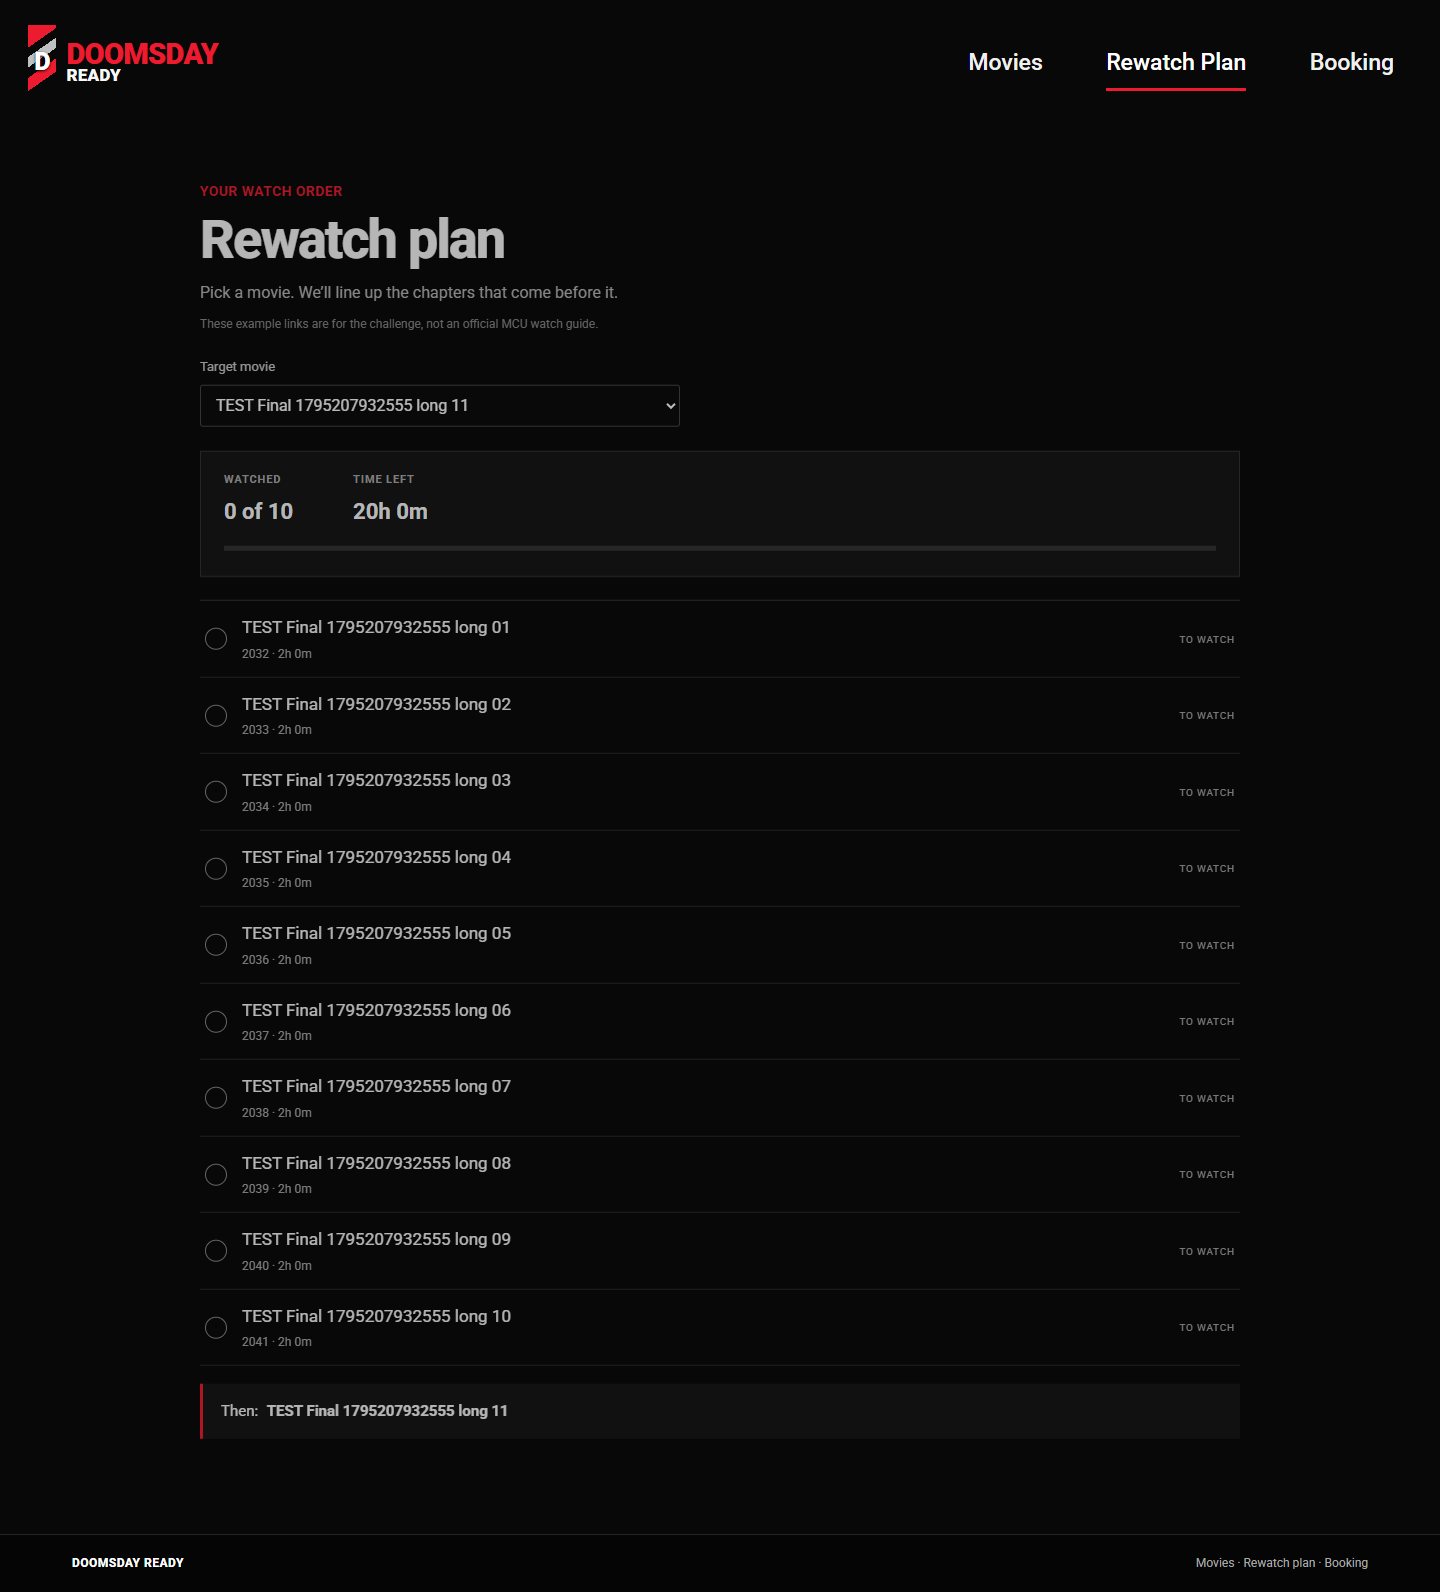 D DOOMSDAY
READY
Movies Rewatch Plan Booking
YOUR WATCH ORDER
Rewatch plan
Pick a movie. We’ll line up the chapters that come before it.
These example links are for the challenge, not an official MCU watch guide.
Target movie
TEST Final 1795207932555 long 11
WATCHED TIME LEFT
0 of 10 20h 0m
TEST Final 1795207932555 long 01
2032 · 2h 0m
TO WATCH
TEST Final 1795207932555 long 02
2033 · 2h 0m
TO WATCH
TEST Final 1795207932555 long 03
2034 · 2h 0m
TO WATCH
TEST Final 1795207932555 long 04
2035 · 2h 0m
TO WATCH
TEST Final 1795207932555 long 05
2036 · 2h 0m
TO WATCH
TEST Final 1795207932555 long 06
2037 · 2h 0m
TO WATCH
TEST Final 1795207932555 long 07
2038 · 2h 0m
TO WATCH
TEST Final 1795207932555 long 08
2039 · 2h 0m
TO WATCH
TEST Final 1795207932555 long 09
2040 · 2h 0m
TO WATCH
TEST Final 1795207932555 long 10
2041 · 2h 0m
TO WATCH
Then: TEST Final 1795207932555 long 11
DOOMSDAY READY
Movies · Rewatch plan · Booking